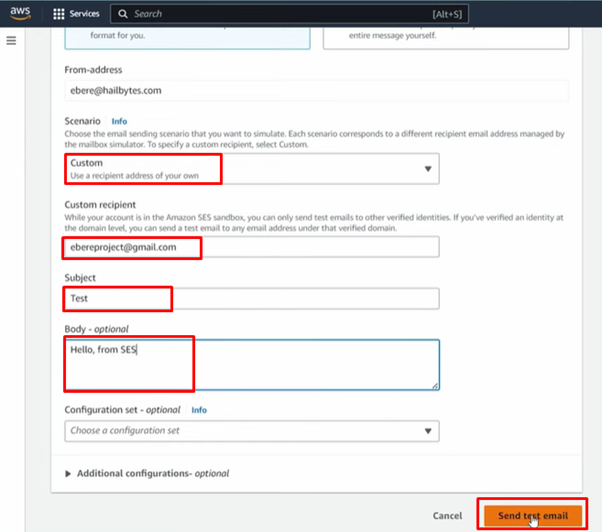 aws
Services
Search
[Alt+S]
format for you.
entire message yourself.
From-address
ebere@hailbytes.com
Scenario Info
Choose the email sending scenario that you want to simulate. Each scenario corresponds to a different recipient email address managed by
the mailbox simulator. To specify a custom recipient, select Custom.
Custom
Use a recipient address of your own
Custom recipient
While your account is in the Amazon SES sandbox, you can only send test emails to other verified identities. If you've verified an identity at
the domain level, you can send a test email to any email address under that verified domain.
ebereproject@gmail.com
Subject
Test
Body - optional
Hello, from SES
Configuration set - optional Info
Choose a configuration set
Additional configurations- optional
Cancel
Send test email